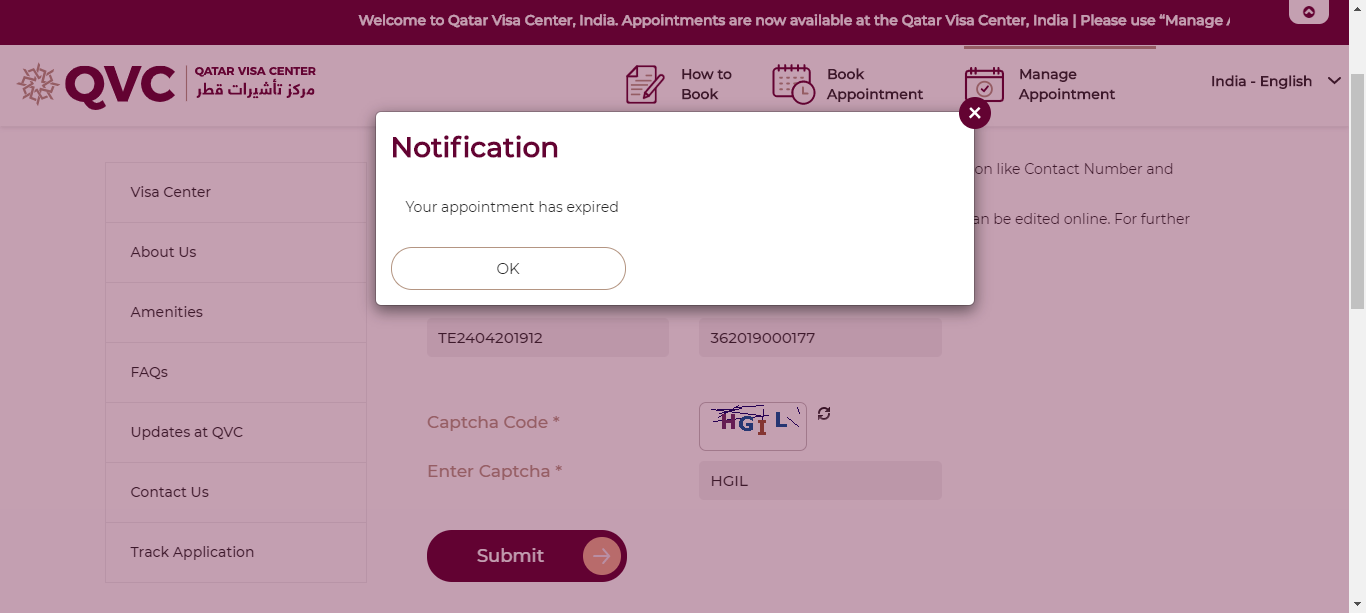 Welcome to Qatar Visa Center, India. Appointments are now available at the Qatar Visa Center, India | Please use “Manage
QVC
QATAR VISA CENTER
مركز تأشيرات قطر
How to
Book
Book
Appointment
Manage
Appointment
India - English
Notification
Your appointment has expired
OK
on like Contact Number and
an be edited online. For further
Visa Center
About Us
Amenities
FAQs
Updates at QVC
Contact Us
Track Application
TE2404201912
362019000177
Captcha Code *
HGIL
Enter Captcha *
HGIL
Submit